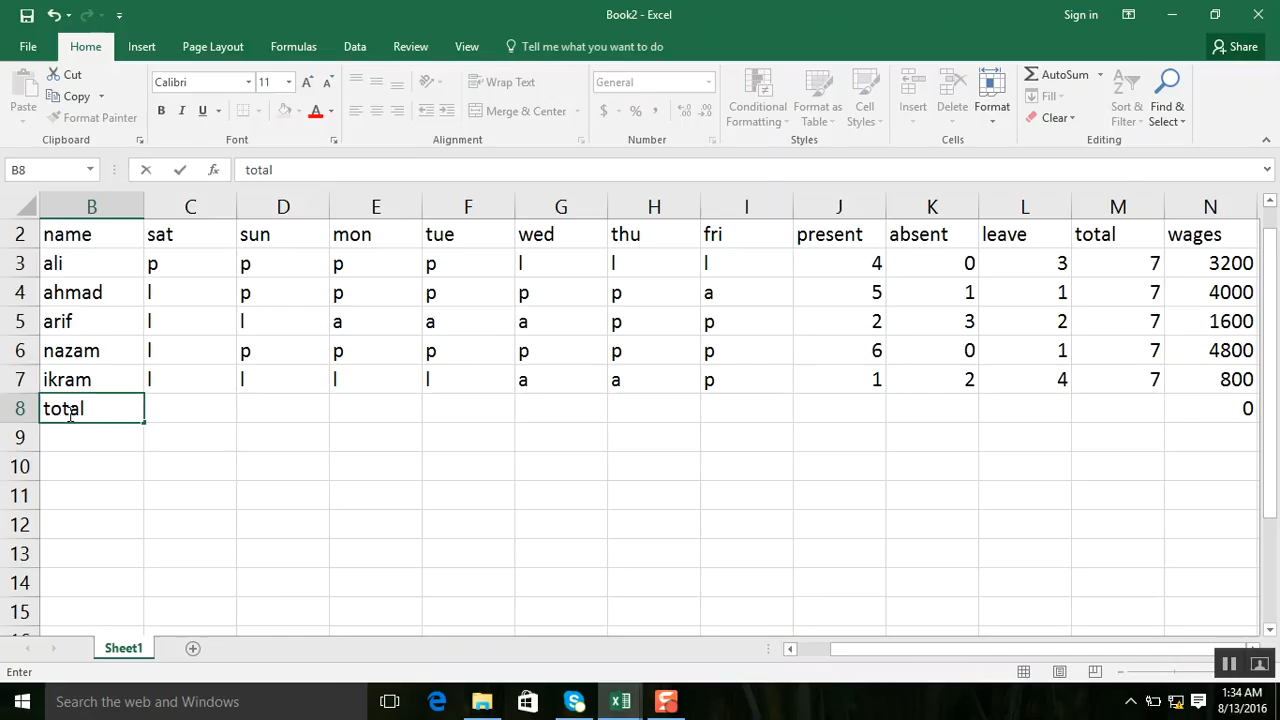 Book2 - Excel
Sign in
File Home Insert Page Layout Formulas Data Review View Tell me what you want to do Share
Paste Cut Copy Format Painter Clipboard
Calibri 11 B I U A Font
Wrap Text Merge & Center Alignment
General $ % , Number
Conditional Formatting Format as Table Cell Styles Styles
Insert Delete Format Cells
AutoSum Fill Clear Sort & Filter Find & Select Editing
B8 fx total
B C D E F G H I J K L M N
2 name sat sun mon tue wed thu fri present absent leave total wages
3 ali p p p p l l l 4 0 3 7 3200
4 ahmad l p p p p p a 5 1 1 7 4000
5 arif l l a a a p p 2 3 2 7 1600
6 nazam l p p p p p p 6 0 1 7 4800
7 ikram l l l l a a p 1 2 4 7 800
8 total 0
9
10
11
12
13
14
15
Sheet1
Enter
Search the web and Windows
1:34 AM
8/13/2016